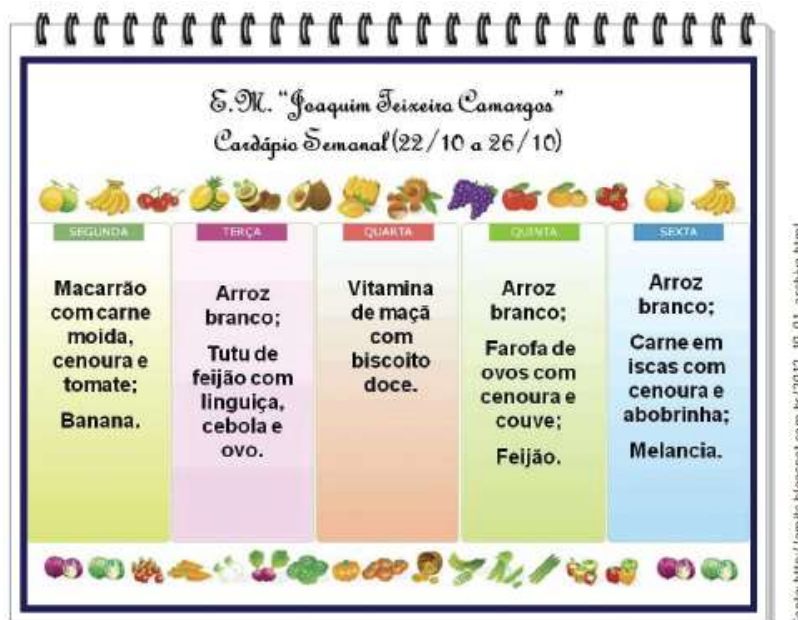 E.M. "Joaquim Teixeira Camargos"
Cardápio Semanal (22/10 a 26/10)
SEGUNDA
Macarrão
com carne
moida,
cenoura e
tomate;
Banana.
TERÇA
Arroz
branco;
Tutu de
feijão com
linguiça,
cebola e
ovo.
QUARTA
Vitamina
de maçã
com
biscoito
doce.
QUINTA
Arroz
branco;
Farofa de
ovos com
cenoura e
couve;
Feijão.
SEXTA
Arroz
branco;
Carne em
iscas com
cenoura e
abobrinha;
Melancia.